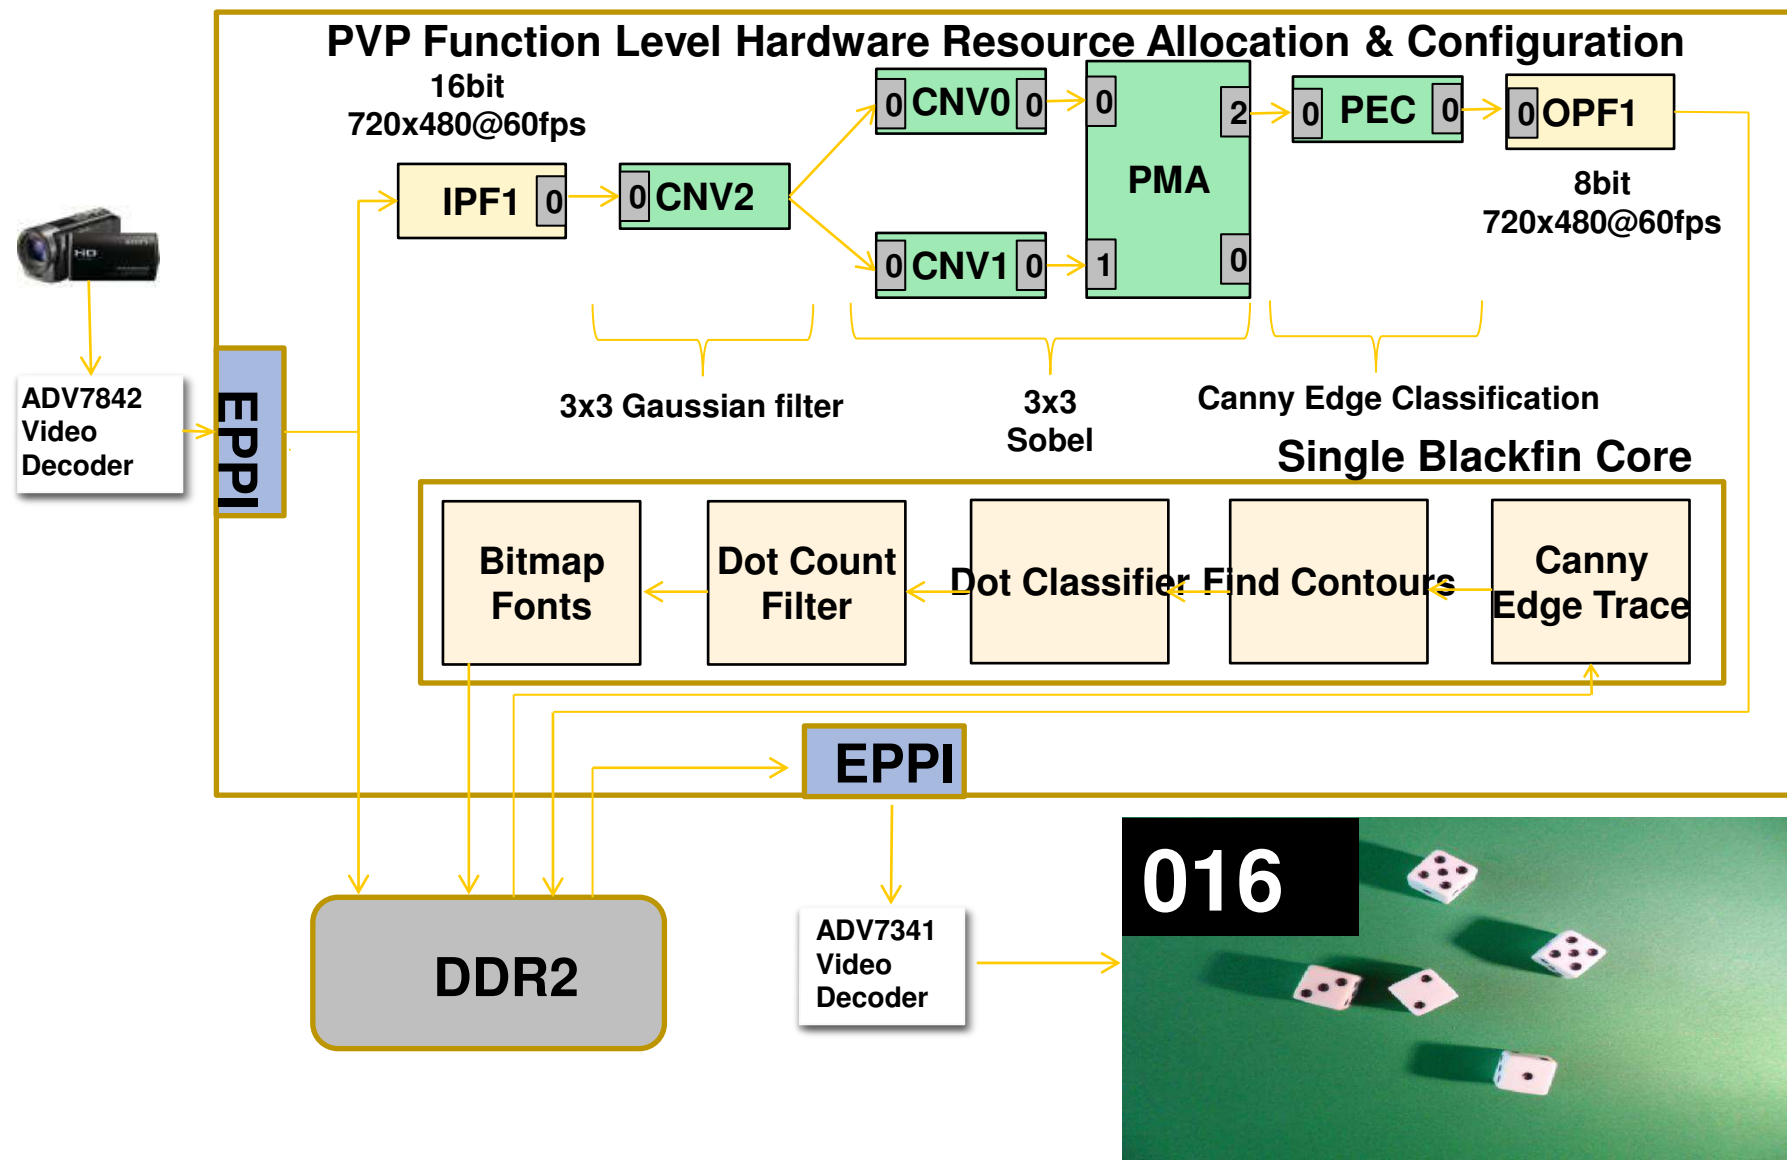 PVP Function Level Hardware Resource Allocation & Configuration
16bit
720x480@60fps
IPF1 0
0 CNV2
0 CNV0 0
0 CNV1 0
0
2
PMA
1
0
0 PEC 0
0 OPF1
8bit
720x480@60fps
HD
ADV7842
Video
Decoder
EPPI
3x3 Gaussian filter
3x3
Sobel
Canny Edge Classification
Single Blackfin Core
Bitmap
Fonts
Dot Count
Filter
Dot Classifier
Find Contours
Canny
Edge Trace
EPPI
DDR2
ADV7341
Video
Decoder
016